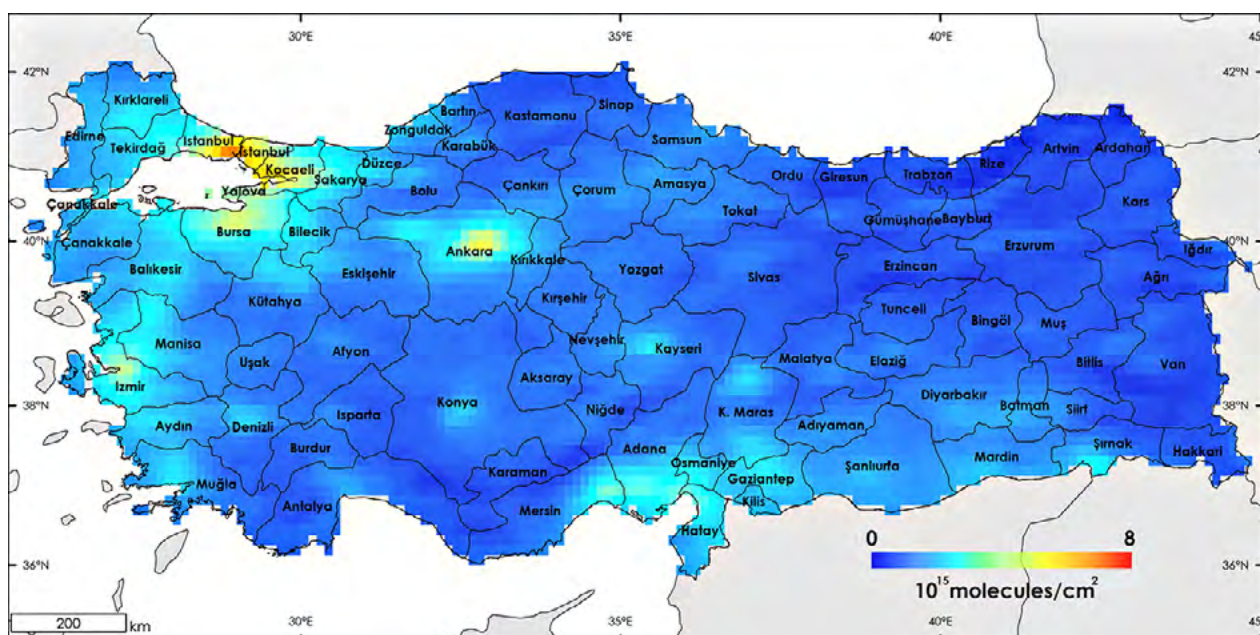 30°E 35°E 40°E 45
42°N 42°N
Kırklareli
Edirne
Tekirdağ
Istanbul
Istanbul
Kocaeli
Yalova
Sakarya
Düzce
Zonguldak
Bartın
Karabük
Kastamonu
Sinop
Samsun
Bolu
Çankırı
Çorum
Amasya
Ordu
Giresun
Trabzon
Rize
Artvin
Ardahan
Kars
Çanakkale
Çanakkale
Bursa
Bilecik
Tokat
Gümüşhane
Bayburt
40°N 40°N
Ankara
Kırıkkale
Erzurum
Iğdır
Balıkesir
Eskişehir
Yozgat
Sivas
Erzincan
Ağrı
Kütahya
Kırşehir
Tunceli
Bingöl
Muş
Manisa
Uşak
Afyon
Nevşehir
Kayseri
Malatya
Elazığ
Bitlis
Van
İzmir
Aksaray
38°N 38°N
Aydın
Denizli
Isparta
Konya
Niğde
K. Maras
Adıyaman
Diyarbakır
Batman
Siirt
Burdur
Adana
Osmaniye
Gaziantep
Şanlıurfa
Mardin
Şırnak
Hakkari
Muğla
Antalya
Karaman
Mersin
Kilis
Hatay
0 8
10¹⁵ molecules/cm²
36°N 36°N
200 km
30°E 35°E 40°E